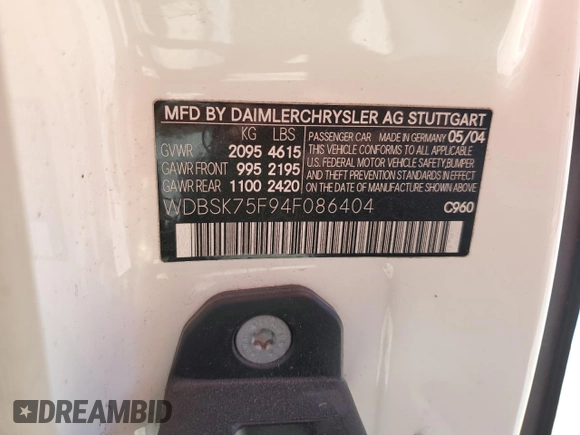 MFD BY DAIMLERCHRYSLER AG STUTTGART
KG LBS
GVWR 2095 4615
GAWR FRONT 995 2195
GAWR REAR 1100 2420
PASSENGER CAR MADE IN GERMANY 05/04
THIS VEHICLE CONFORMS TO ALL APPLICABLE
U.S. FEDERAL MOTOR VEHICLE SAFETY, BUMPER
AND THEFT PREVENTION STANDARDS IN EFFECT
ON THE DATE OF MANUFACTURE SHOWN ABOVE
WDBSK75F94F086404
C960
DREAMBID